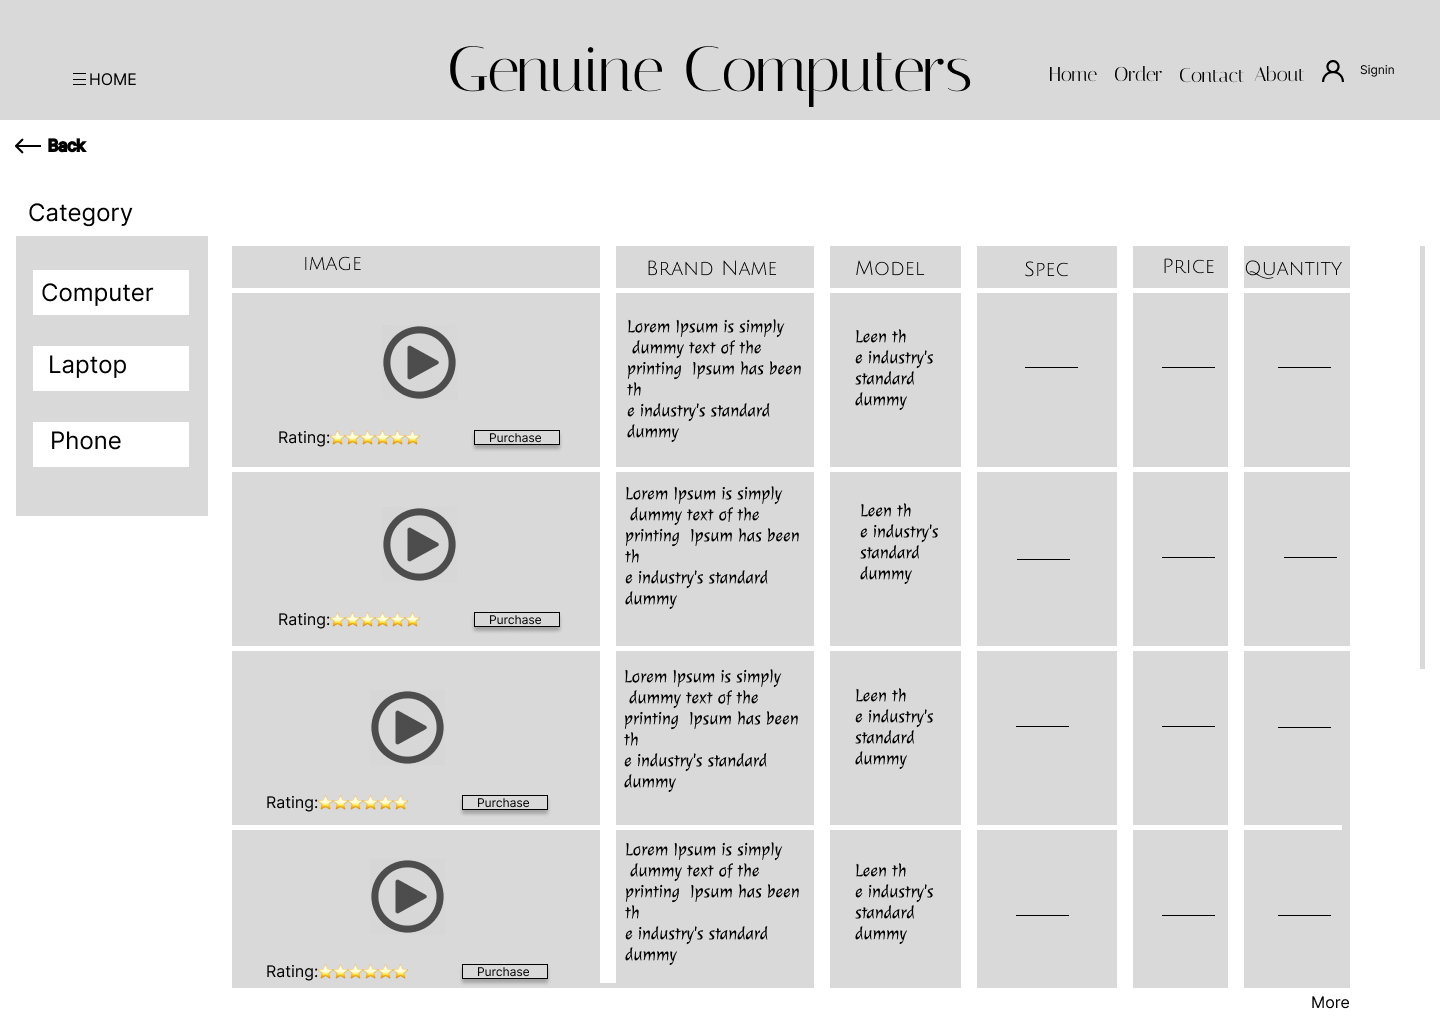 HOME
Genuine Computers
Home Order Contact About Signin
Back
Category
Computer
Laptop
Phone
IMAGE Brand Name Model Spec Price Quantity
Lorem Ipsum is simply
dummy text of the
printing Ipsum has been
th
e industry's standard
dummy
Leen th
e industry's
standard
dummy
Rating:
Purchase
Lorem Ipsum is simply
dummy text of the
printing Ipsum has been
th
e industry's standard
dummy
Leen th
e industry's
standard
dummy
Rating:
Purchase
Lorem Ipsum is simply
dummy text of the
printing Ipsum has been
th
e industry's standard
dummy
Leen th
e industry's
standard
dummy
Rating:
Purchase
Lorem Ipsum is simply
dummy text of the
printing Ipsum has been
th
e industry's standard
dummy
Leen th
e industry's
standard
dummy
Rating:
Purchase
More